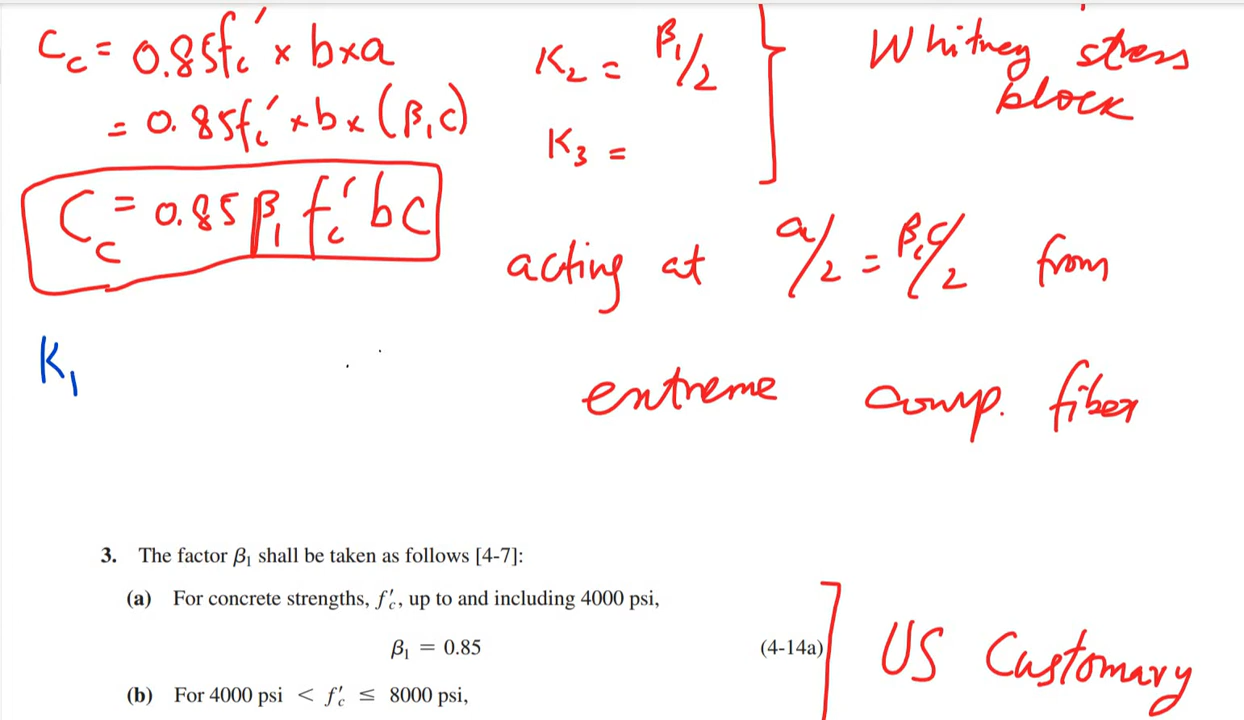 Cc = 0.85fc' × b×a
= 0.85fc' × b × (β₁c)
Cc = 0.85 β₁ fc' b c
K₁
K₂ = β₁/2
K₃ =
Whitney stress
block
acting at a/2 = β₁c/2 from
extreme comp. fiber
3. The factor β₁ shall be taken as follows [4-7]:
(a) For concrete strengths, f′c, up to and including 4000 psi,
β₁ = 0.85 (4-14a)
(b) For 4000 psi < f′c ≤ 8000 psi,
US Customary